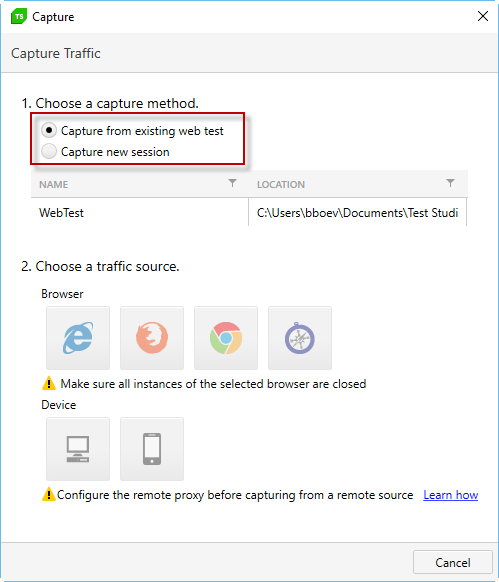 TS Capture
Capture Traffic
1. Choose a capture method.
Capture from existing web test
Capture new session
NAME LOCATION
WebTest C:\Users\bboev\Documents\Test Studi
2. Choose a traffic source.
Browser
Make sure all instances of the selected browser are closed
Device
Configure the remote proxy before capturing from a remote source Learn how
Cancel